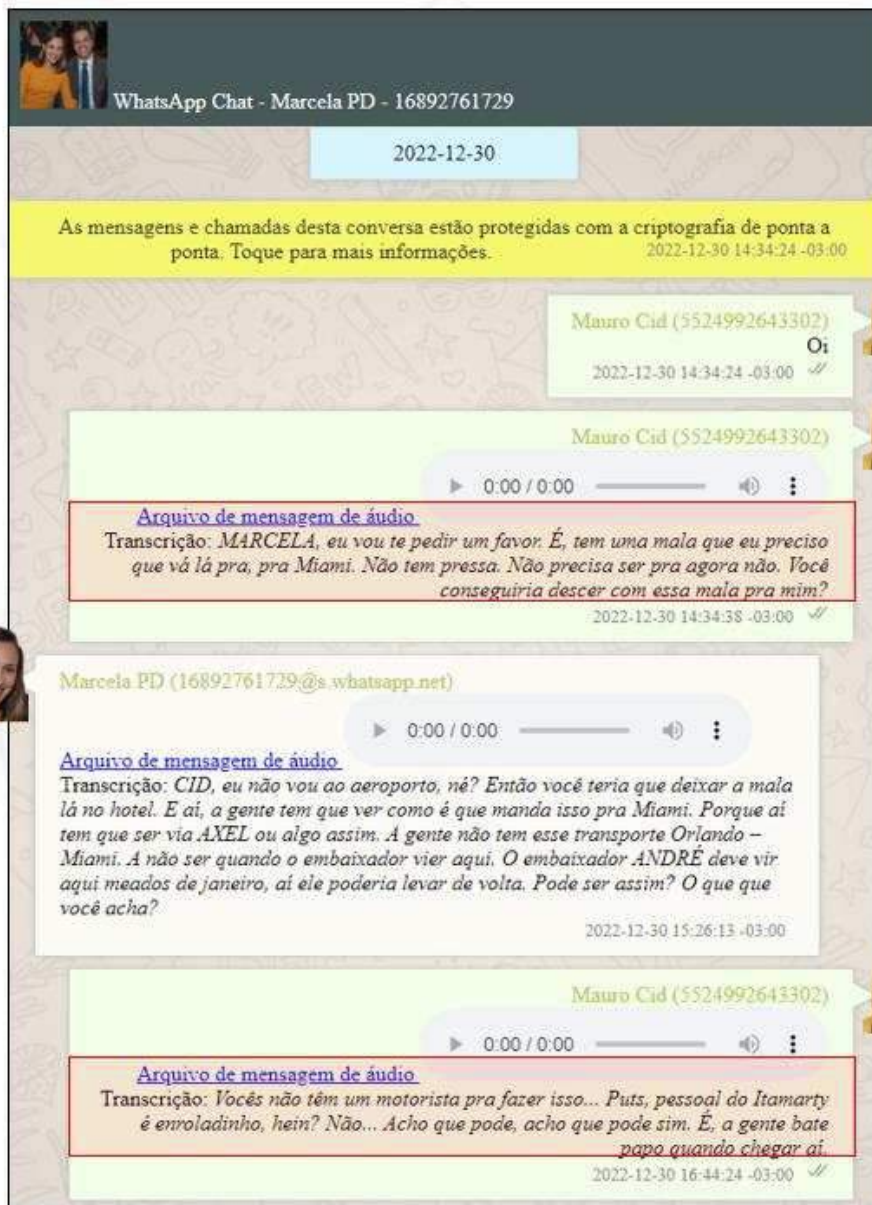 WhatsApp Chat - Marcela PD - 16892761729
2022-12-30
As mensagens e chamadas desta conversa estão protegidas com a criptografia de ponta a
ponta. Toque para mais informações.
2022-12-30 14:34:24 -03:00
Mauro Cid (5524992643302)
Oi
2022-12-30 14:34:24 -03:00
Mauro Cid (5524992643302)
0:00 / 0:00
Arquivo de mensagem de áudio
Transcrição: MARCELA, eu vou te pedir um favor. É, tem uma mala que eu preciso
que vá lá pra, pra Miami. Não tem pressa. Não precisa ser pra agora não. Você
conseguiria descer com essa mala pra mim?
2022-12-30 14:34:38 -03:00
Marcela PD (16892761729@s.whatsapp.net)
0:00 / 0:00
Arquivo de mensagem de áudio
Transcrição: CID, eu não vou ao aeroporto, né? Então você teria que deixar a mala
lá no hotel. E aí, a gente tem que ver como é que manda isso pra Miami. Porque aí
tem que ser via AXEL ou algo assim. A gente não tem esse transporte Orlando –
Miami. A não ser quando o embaixador vier aqui. O embaixador ANDRÉ deve vir
aqui meados de janeiro, aí ele poderia levar de volta. Pode ser assim? O que que
você acha?
2022-12-30 15:26:13 -03:00
Mauro Cid (5524992643302)
0:00 / 0:00
Arquivo de mensagem de áudio
Transcrição: Vocês não têm um motorista pra fazer isso... Puts, pessoal do Itamarty
é enroladinho, hein? Não... Acho que pode, acho que pode sim. É, a gente bate
papo quando chegar aí.
2022-12-30 16:44:24 -03:00